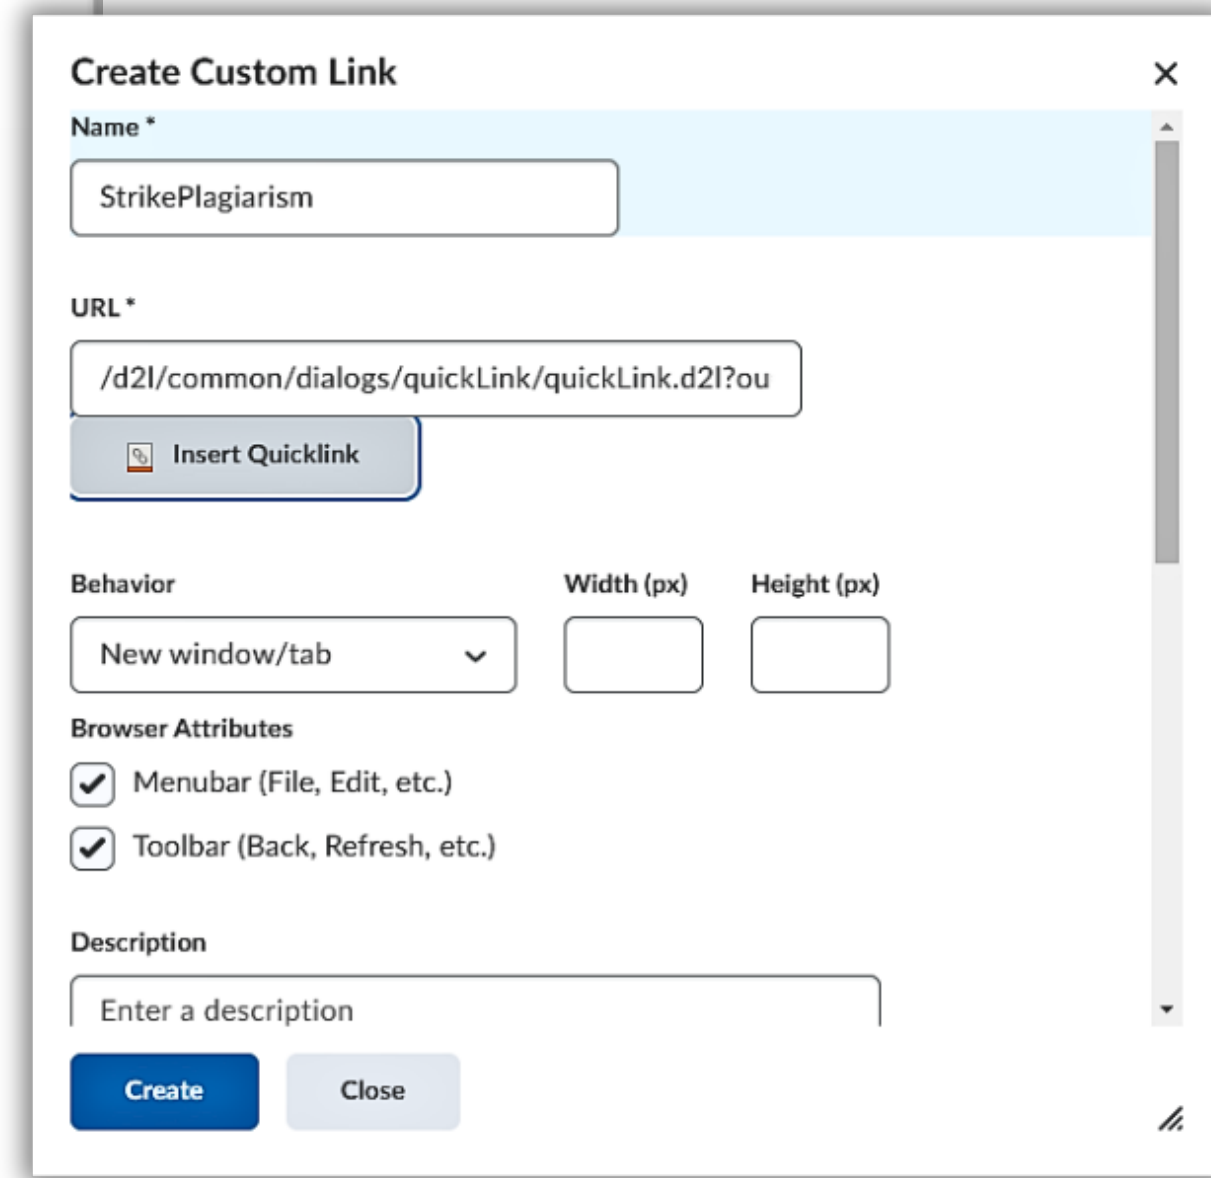 Create Custom Link
Name *
StrikePlagiarism
URL *
/d2l/common/dialogs/quickLink/quickLink.d2l?ou
Insert Quicklink
Behavior Width (px) Height (px)
New window/tab
Browser Attributes
Menubar (File, Edit, etc.)
Toolbar (Back, Refresh, etc.)
Description
Enter a description
Create Close